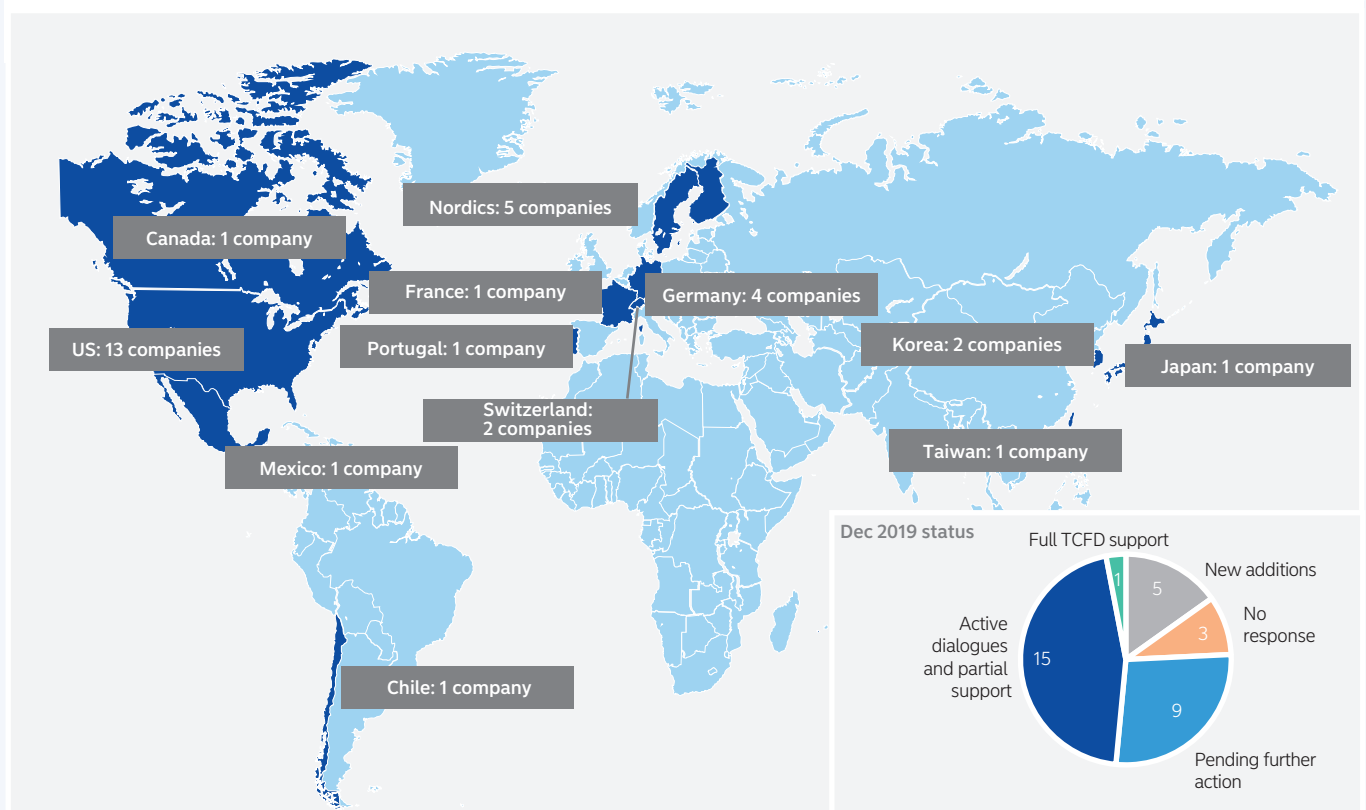 Nordics: 5 companies
Canada: 1 company
France: 1 company
Germany: 4 companies
US: 13 companies
Portugal: 1 company
Korea: 2 companies
Japan: 1 company
Switzerland:
2 companies
Taiwan: 1 company
Mexico: 1 company
Chile: 1 company
Dec 2019 status
Full TCFD support
1
New additions
5
No
response
3
Active
dialogues
and partial
support
15
9
Pending further
action